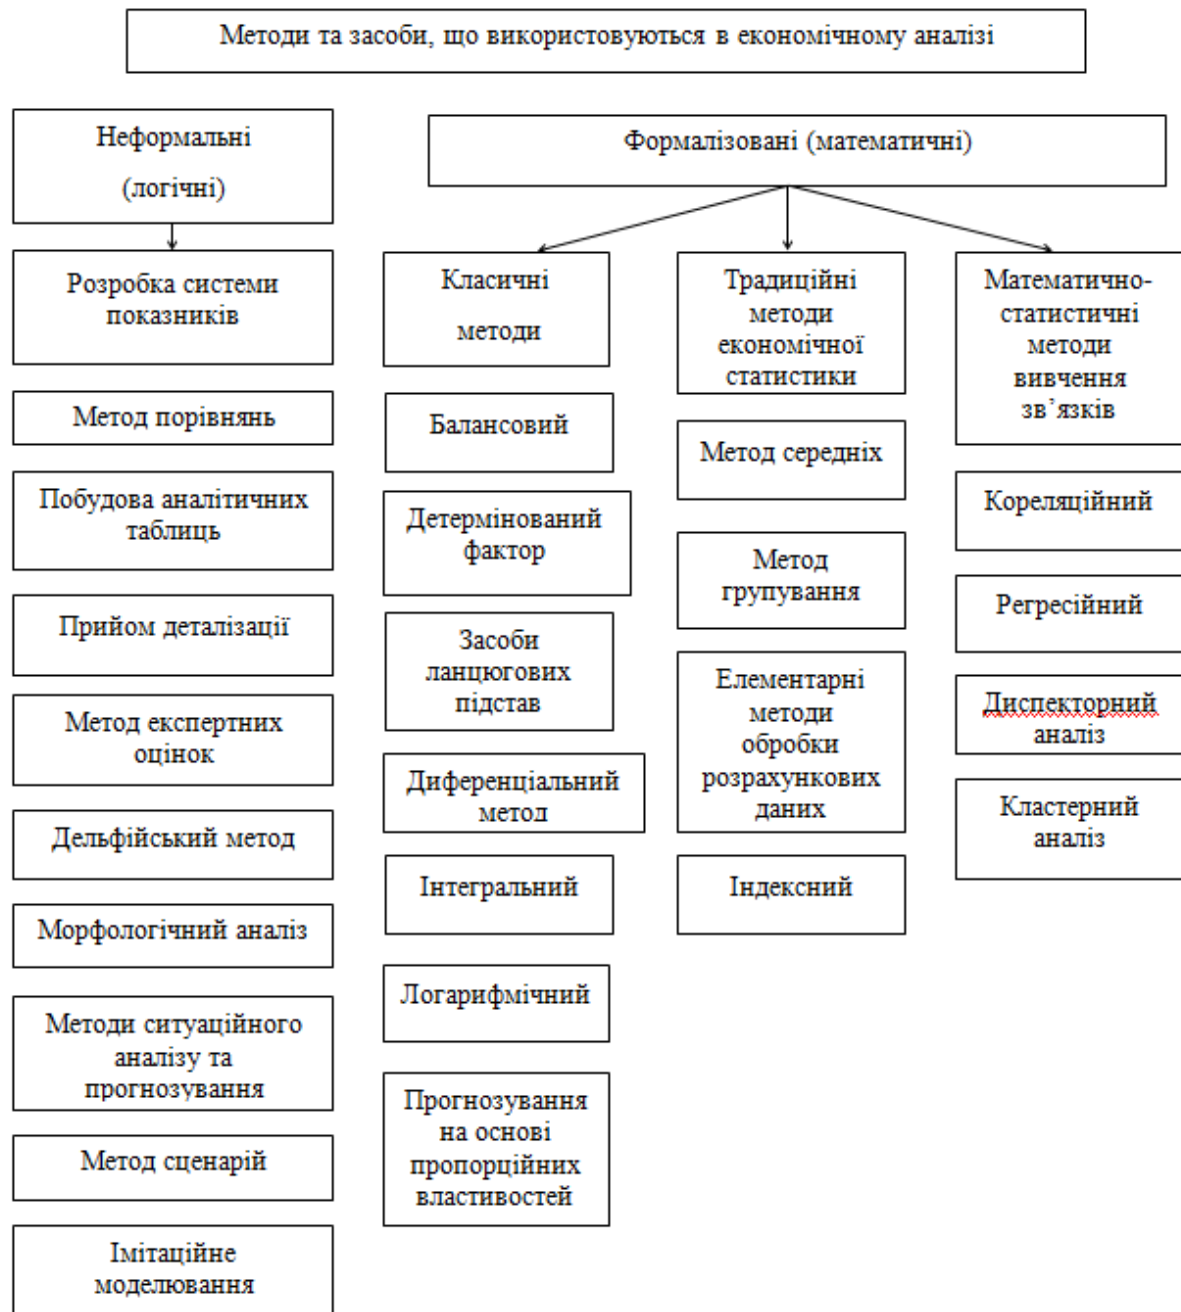 Методи та засоби, що використовуються в економічному аналізі
Неформальні
(логічні)
Формалізовані (математичні)
Розробка системи
показників
Метод порівнянь
Побудова аналітичних
таблиць
Прийом деталізації
Метод експертних
оцінок
Дельфійський метод
Морфологічний аналіз
Методи ситуаційного
аналізу та
прогнозування
Метод сценарій
Імітаційне
моделювання
Класичні
методи
Балансовий
Детермінований
фактор
Засоби
ланцюгових
підстав
Диференціальний
метод
Інтегральний
Логарифмічний
Прогнозування
на основі
пропорційних
властивостей
Традиційні
методи
економічної
статистики
Метод середніх
Метод
групування
Елементарні
методи
обробки
розрахункових
даних
Індексний
Математично-
статистичні
методи
вивчення
зв’язків
Кореляційний
Регресійний
Диспекторний
аналіз
Кластерний
аналіз